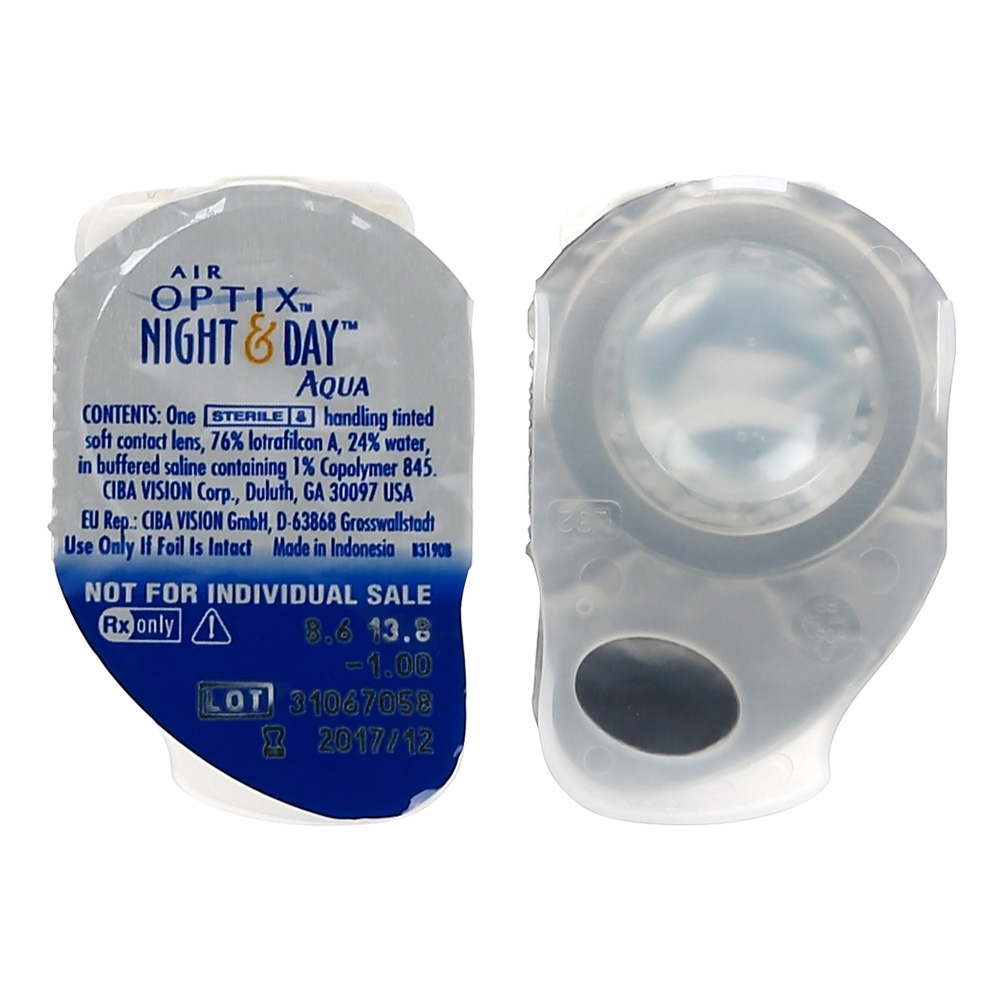 AIR
OPTIX™
NIGHT & DAY™
AQUA
CONTENTS: One STERILE handling tinted
soft contact lens, 76% lotrafilcon A, 24% water,
in buffered saline containing 1% Copolymer 845.
CIBA VISION Corp., Duluth, GA 30097 USA
EU Rep.: CIBA VISION GmbH, D-63868 Grosswallstadt
Use Only If Foil Is Intact Made in Indonesia B3190B
NOT FOR INDIVIDUAL SALE
Rx only 8.6 13.8
-1.00
LOT 31067058
2017/12